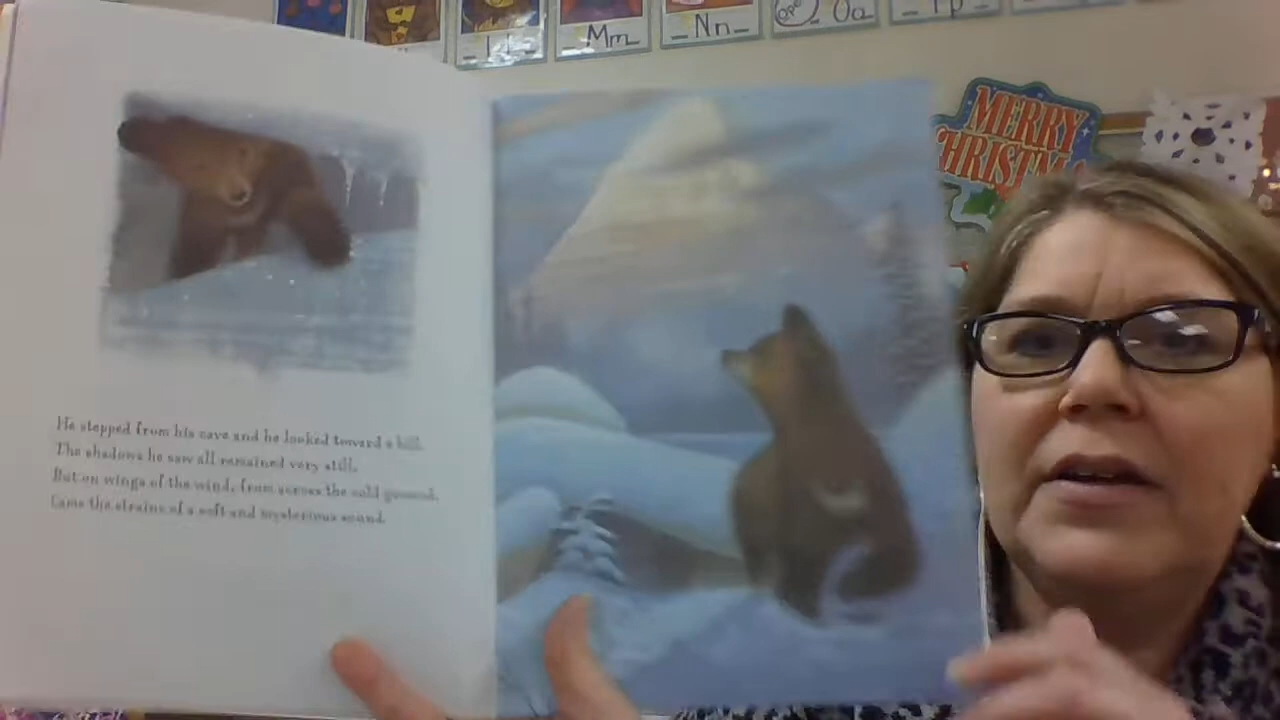 Mm
Nn
Oo
Pp
MERRY
CHRISTMA
He stepped from his cave and he looked toward a hill.
The shadows he saw all remained very still.
But on wings of the wind, from across the cold ground,
Came the strains of a soft and mysterious sound.